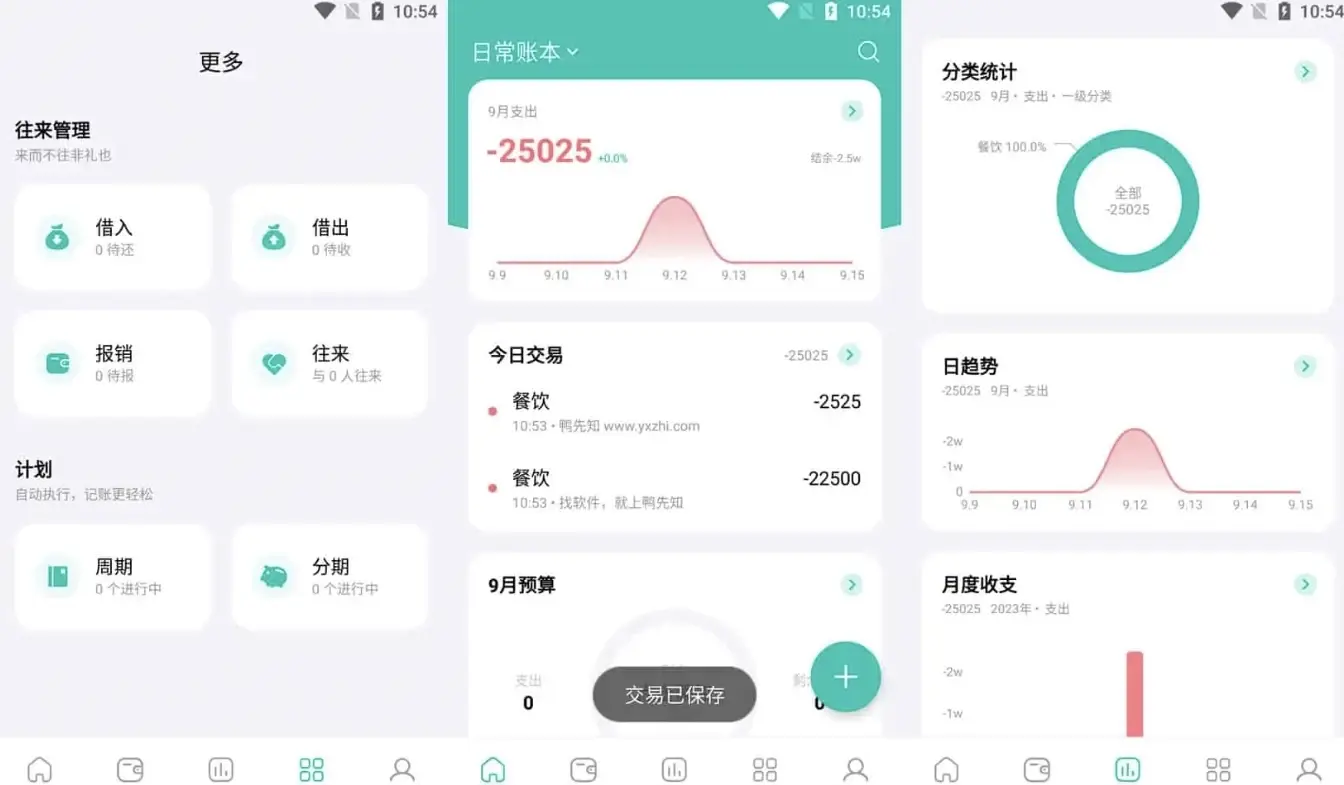 10:54
更多
往来管理
来而不往非礼也
借入
0 待还
借出
0 待收
报销
0 待报
往来
与 0 人往来
计划
自动执行，记账更轻松
周期
0 个进行中
分期
0 个进行中
10:54
日常账本
9月支出
-25025 +0.0%
结余-2.5w
9.9 9.10 9.11 9.12 9.13 9.14 9.15
今日交易
-25025
餐饮
-2525
10:53 • 鸭先知 www.yxzhi.com
餐饮
-22500
10:53 • 找软件，就上鸭先知
9月预算
支出
0
0
交易已保存
10:54
分类统计
-25025 9月 • 支出 • 一级分类
餐饮 100.0%
全部
-25025
日趋势
-25025 9月 • 支出
-2w
-1w
0
9.9 9.10 9.11 9.12 9.13 9.14 9.15
月度收支
-25025 2023年 • 支出
-2w
-1w